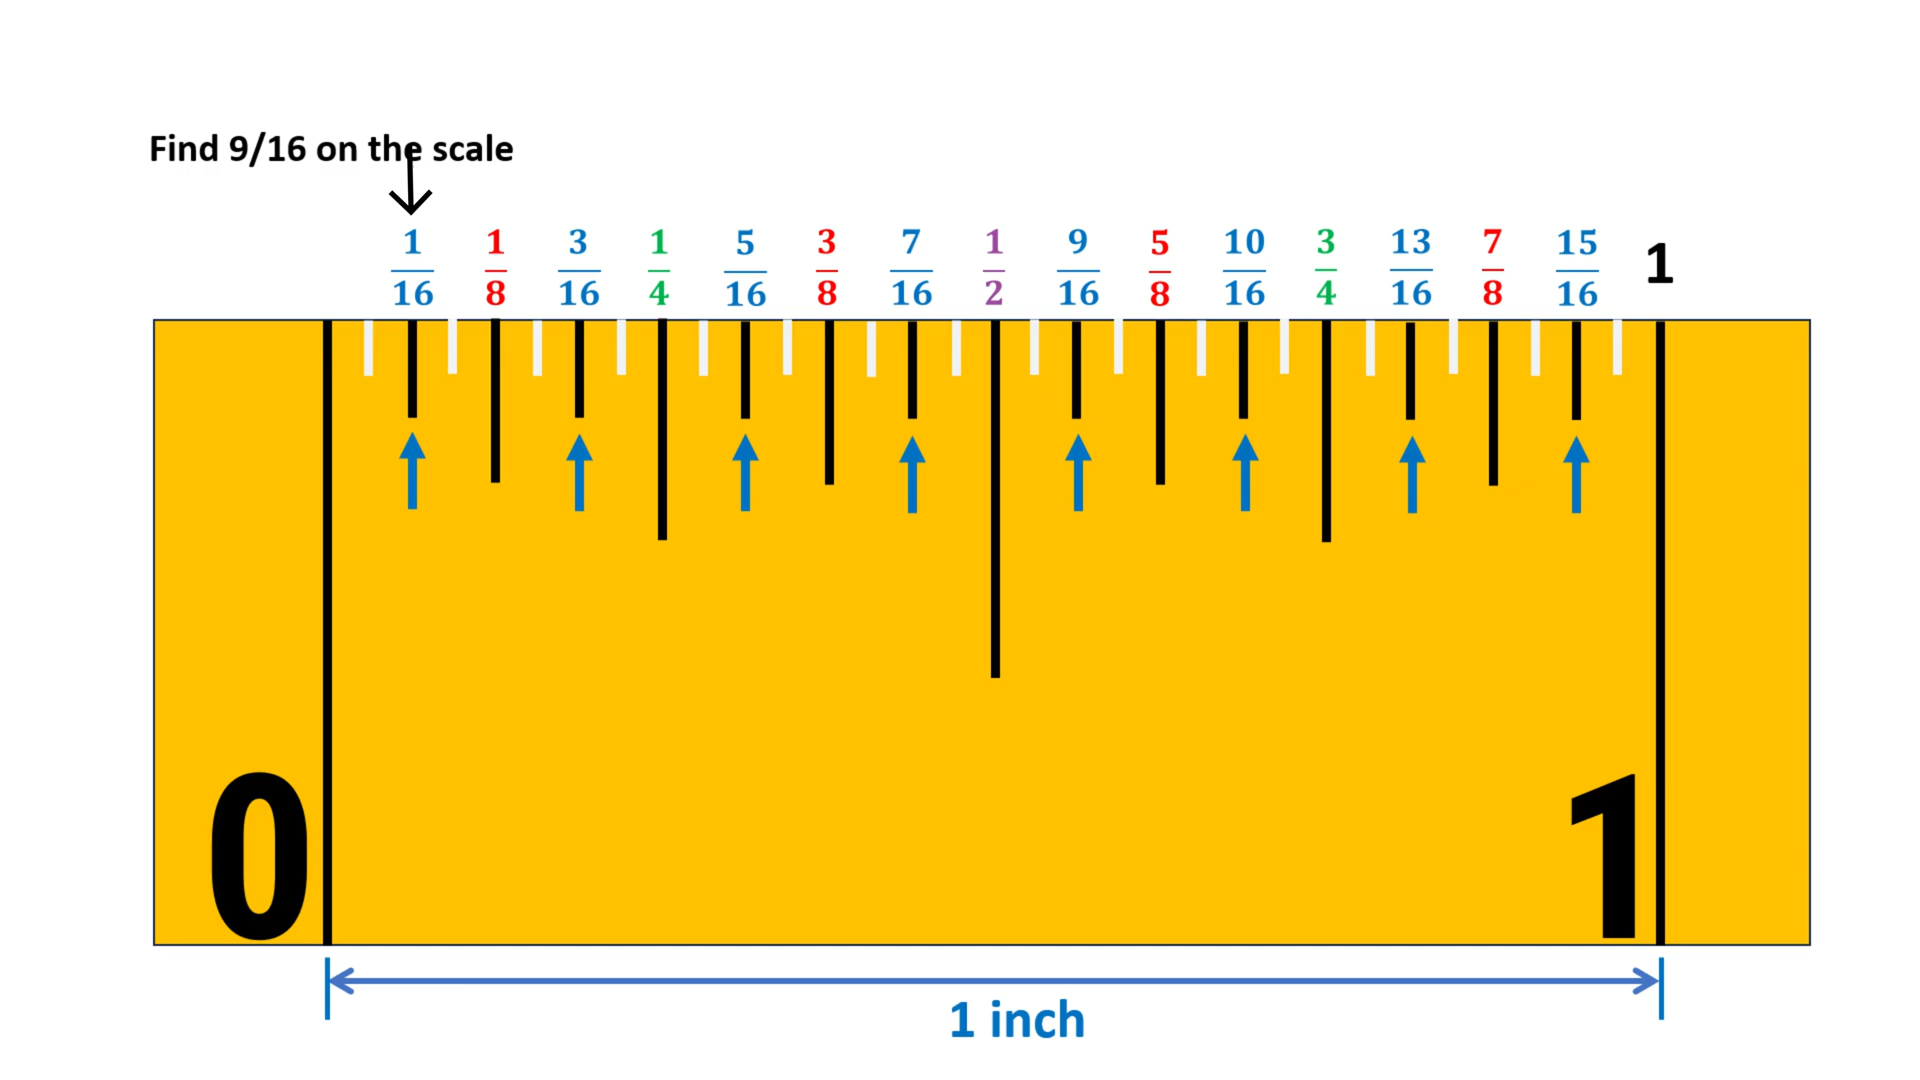 Find 9/16 on the scale
1/16 1/8 3/16 1/4 5/16 3/8 7/16 1/2 9/16 5/8 10/16 3/4 13/16 7/8 15/16 1
0 1
1 inch